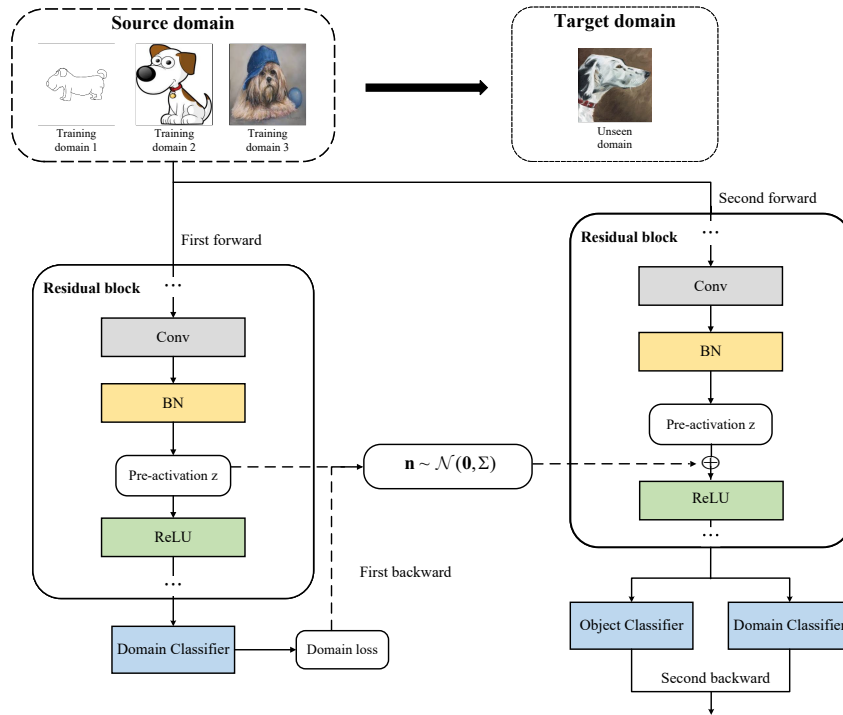 Source domain
Training
domain 1
Training
domain 2
Training
domain 3
Target domain
Unseen
domain
First forward
Second forward
Residual block
...
Conv
BN
Pre-activation z
ReLU
...
Domain Classifier
Domain loss
First backward
n ~ 𝒩(0, Σ)
Residual block
...
Conv
BN
Pre-activation z
ReLU
...
Object Classifier
Domain Classifier
Second backward